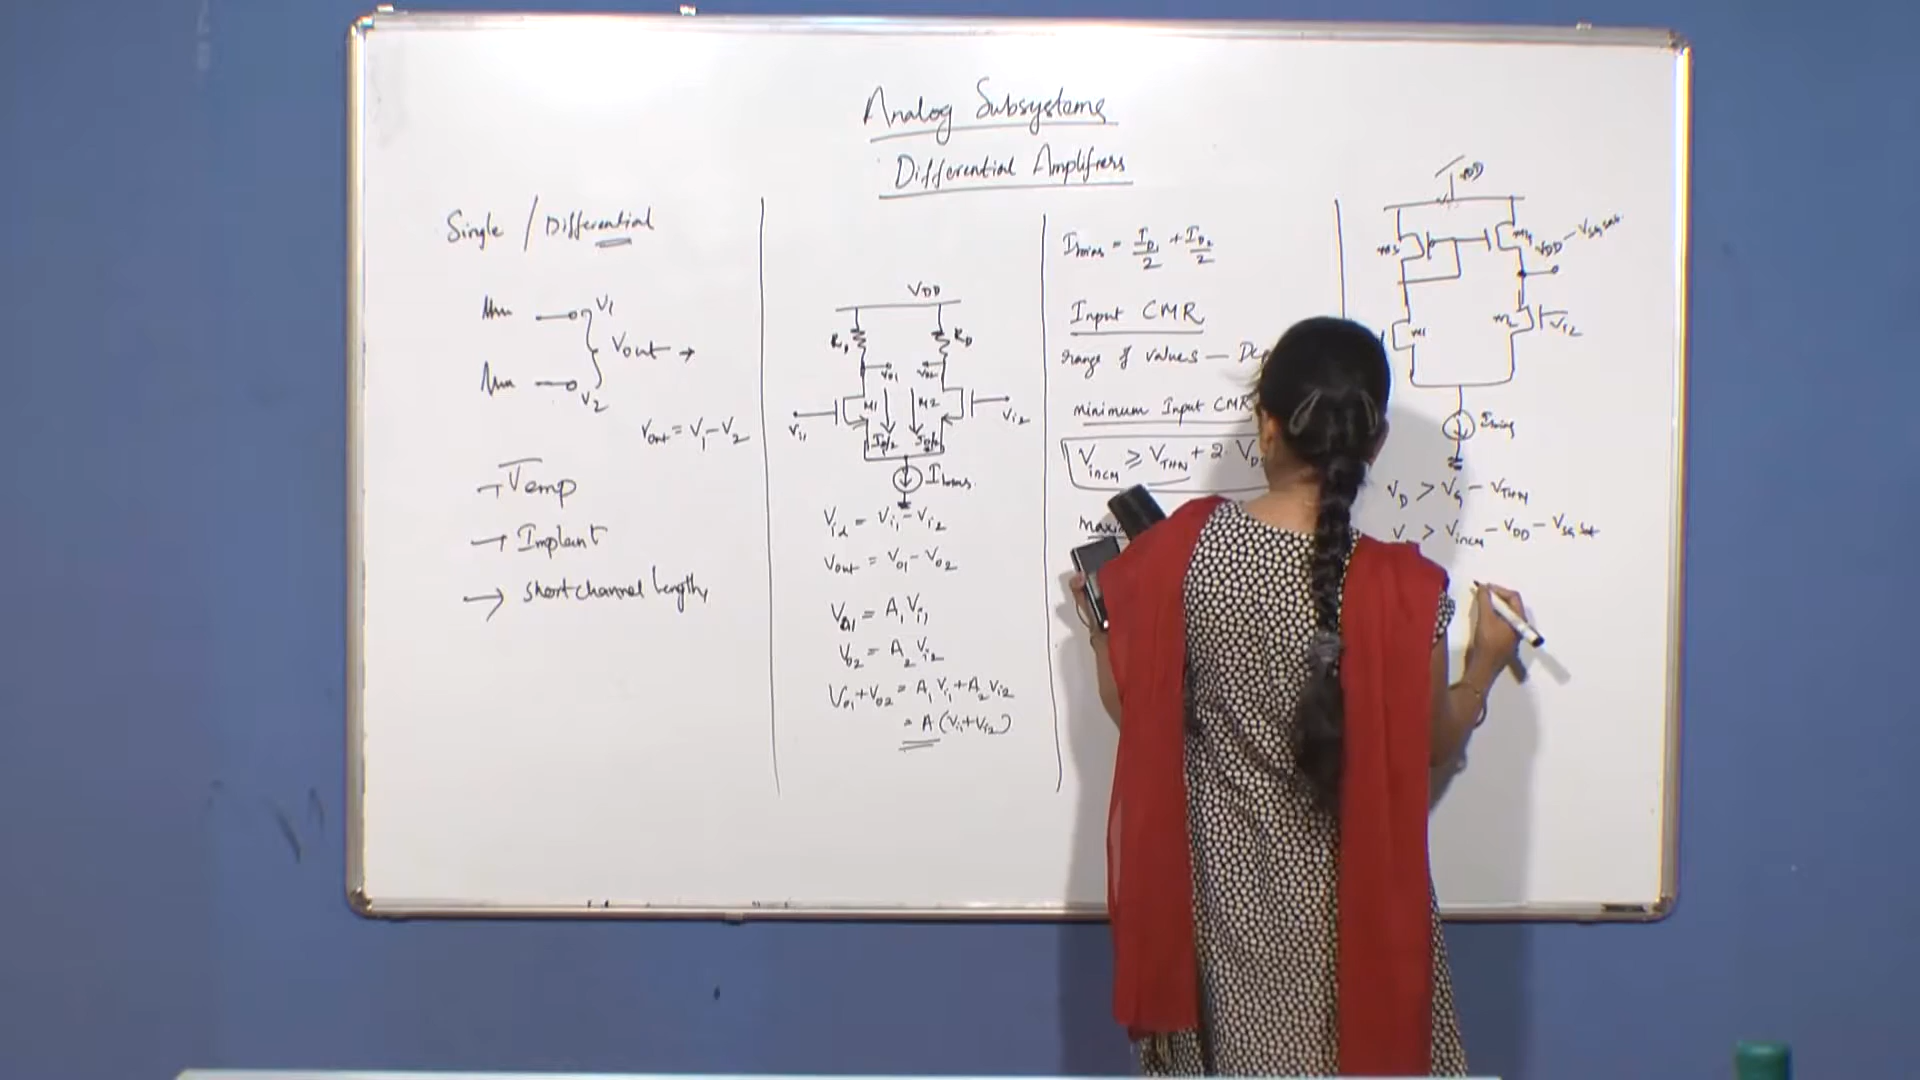 Analog Subsystems
Differential Amplifiers
Single / Differential
V1
Vout →
V2
Vout = V1 - V2
→ Temp
→ Implant
→ Short channel Length
VDD
RD
Vo1 Vo2
M1 M2
Vi1 Vi2
ID/2 ID/2
Ibias
Vid = Vi1 - Vi2
Vout = Vo1 - Vo2
Vo1 = A1 Vi1
Vo2 = A2 Vi2
Vo1 + Vo2 = A1 Vi1 + A2 Vi2
= A (Vi1 + Vi2)
Ibias = ID1/2 + ID2/2
Input CMR
range of values —
minimum Input CMR
Vincm ≥ VTHN + 2.
VDD
M3 M4
VDD - VSG sat
M1 M2 Vi2
Ibias
VD > VG - VTHN
> Vincm - VDD - VSG sat